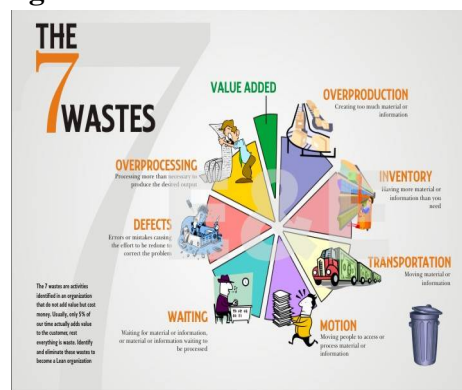 THE
7
WASTES
VALUE ADDED
OVERPRODUCTION
Creating too much material or
information
INVENTORY
Having more material or
information than you
need
TRANSPORTATION
Moving material or
information
MOTION
Moving people to access or
process material or
information
WAITING
Waiting for material or information,
or material or information waiting to
be processed
DEFECTS
Errors or mistakes causing
the effort to be redone to
correct the problem
OVERPROCESSING
Processing more than necessary to
produce the desired output
The 7 wastes are activities
identified in an organization
that do not add value but cost
money. Usually, only 5% of
our time actually adds value
to the customer, rest
everything is waste. Identify
and eliminate these wastes to
become a Lean organization